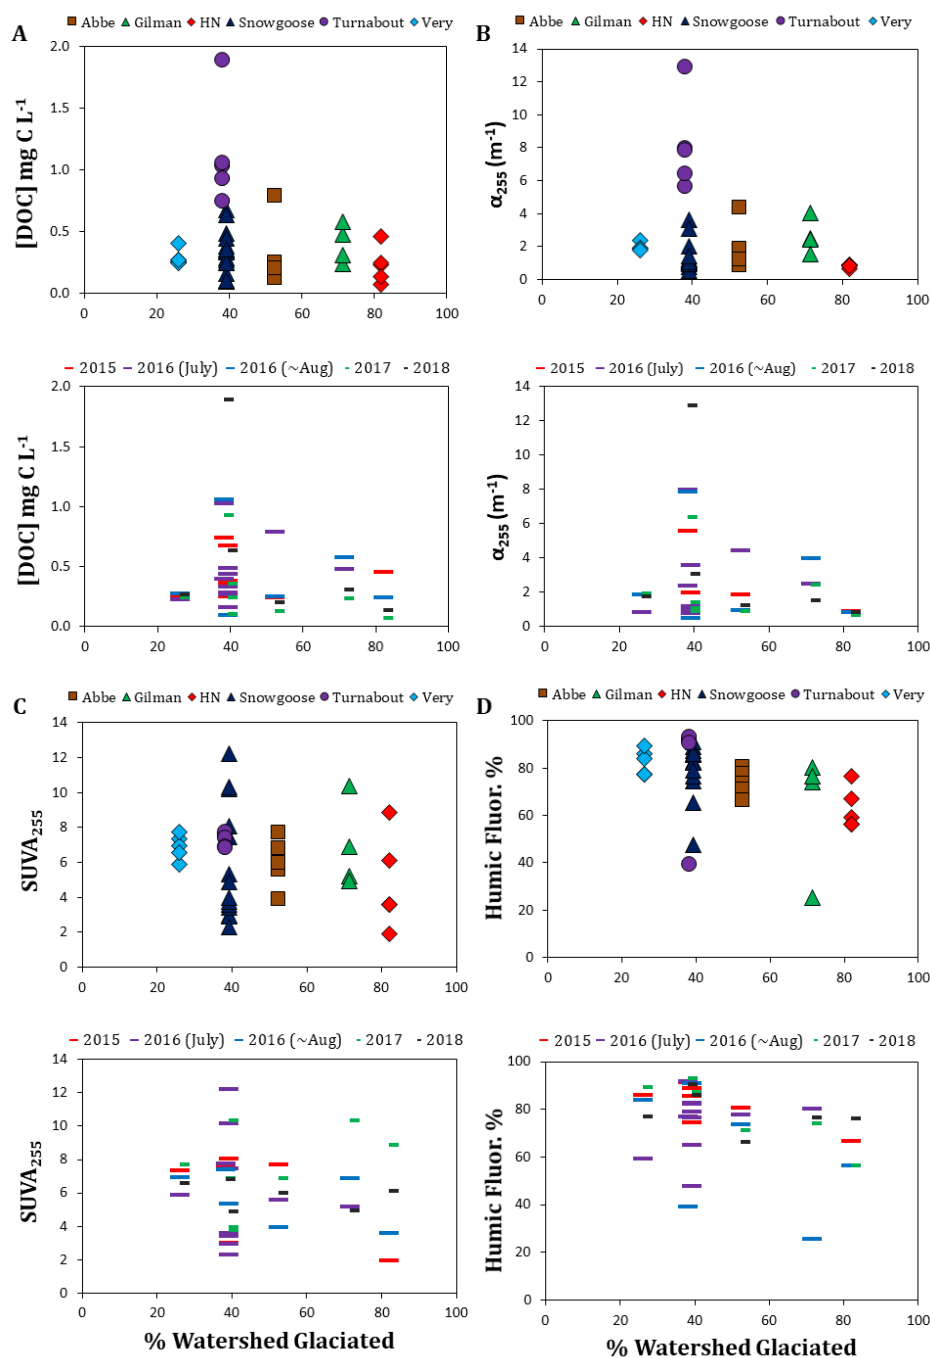 A
Abbe Gilman HN Snowgoose Turnabout Very
[DOC] mg C L-1
2.0
1.5
1.0
0.5
0.0
0 20 40 60 80 100
2015 2016 (July) 2016 (~Aug) 2017 2018
[DOC] mg C L-1
2.0
1.5
1.0
0.5
0.0
0 20 40 60 80 100
B
Abbe Gilman HN Snowgoose Turnabout Very
α255 (m-1)
14
12
10
8
6
4
2
0
0 20 40 60 80 100
2015 2016 (July) 2016 (~Aug) 2017 2018
α255 (m-1)
14
12
10
8
6
4
2
0
0 20 40 60 80 100
C
Abbe Gilman HN Snowgoose Turnabout Very
SUVA255
14
12
10
8
6
4
2
0
0 20 40 60 80 100
2015 2016 (July) 2016 (~Aug) 2017 2018
SUVA255
14
12
10
8
6
4
2
0
0 20 40 60 80 100
% Watershed Glaciated
D
Abbe Gilman HN Snowgoose Turnabout Very
Humic Fluor. %
100
80
60
40
20
0
0 20 40 60 80 100
2015 2016 (July) 2016 (~Aug) 2017 2018
Humic Fluor. %
100
80
60
40
20
0
0 20 40 60 80 100
% Watershed Glaciated